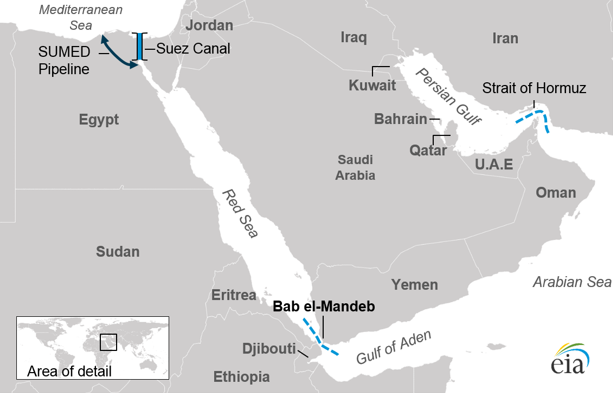 Mediterranean
Sea
Jordan
Iraq
Iran
SUMED
Pipeline
Suez Canal
Kuwait
Persian Gulf
Strait of Hormuz
Egypt
Bahrain
Qatar
Saudi
Arabia
U.A.E
Oman
Red Sea
Sudan
Yemen
Arabian Sea
Eritrea
Bab el-Mandeb
Djibouti
Gulf of Aden
Ethiopia
Area of detail
eia